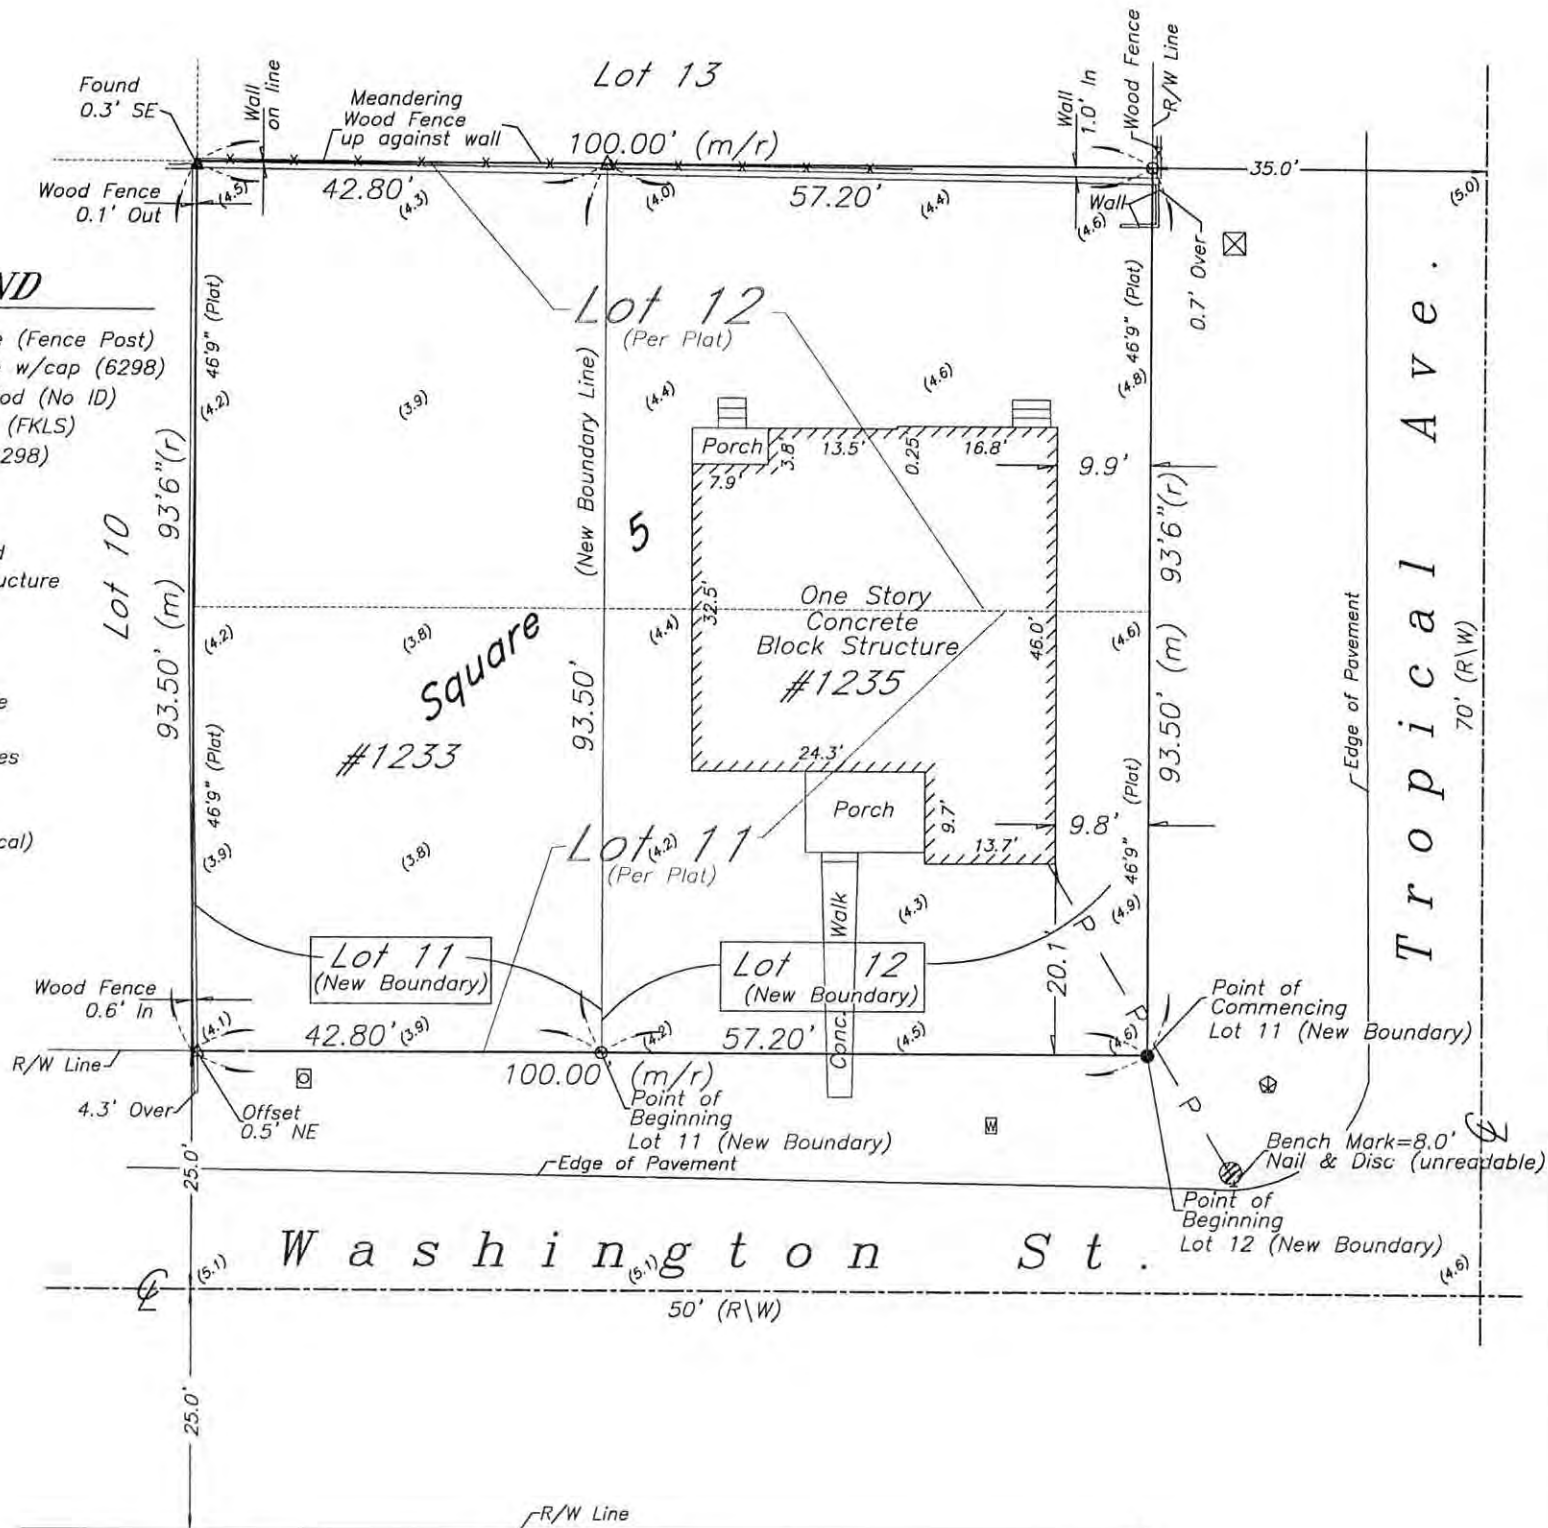 Lot 13
Found
0.3' SE
Wall
on line
Meandering
Wood Fence
up against wall
100.00' (m/r)
Wall
1.0' In
Wood Fence
R/W Line
35.0'
(5.0)
Wood Fence
0.1' Out
(4.5)
42.80'
(4.3)
(4.0)
57.20'
(4.4)
Wall
(4.6)
0.7' Over
ND
(Fence Post)
w/cap (6298)
od (No ID)
(FKLS)
298)
ucture
es
cal)
46'9" (Plat)
Lot 12
(Per Plat)
(New Boundary Line)
46'9" (Plat)
(4.2)
(3.9)
(4.4)
(4.6)
(4.8)
Porch
3.8'
13.5'
0.25'
16.8'
7.9'
9.9'
Lot 10
93.50' (m) 93'6"(r)
5
32.5'
One Story
Concrete
Block Structure
#1235
46.0'
93.50' (m) 93'6"(r)
(4.2)
(3.8)
(4.4)
(4.6)
Square
#1233
93.50'
24.3'
Porch
9.7'
13.7'
9.8'
46'9" (Plat)
46'9" (Plat)
(3.9)
(3.8)
Lot 11
(4.2)
(Per Plat)
(4.3)
(4.9)
Conc. Walk
Edge of Pavement
Tropical Ave.
70' (R\W)
Lot 11
(New Boundary)
Lot 12
(New Boundary)
20.1'
P
P
P
Wood Fence
0.6' In
(4.1)
42.80'
(3.9)
(4.2)
57.20'
(4.5)
(4.6)
Point of
Commencing
Lot 11 (New Boundary)
R/W Line
100.00' (m/r)
4.3' Over
Offset
0.5' NE
Point of
Beginning
Lot 11 (New Boundary)
W
Bench Mark=8.0'
Nail & Disc (unreadable)
25.0'
Edge of Pavement
Point of
Beginning
Lot 12 (New Boundary)
Washington St.
(5.1)
(5.1)
(4.6)
50' (R\W)
25.0'
R/W Line